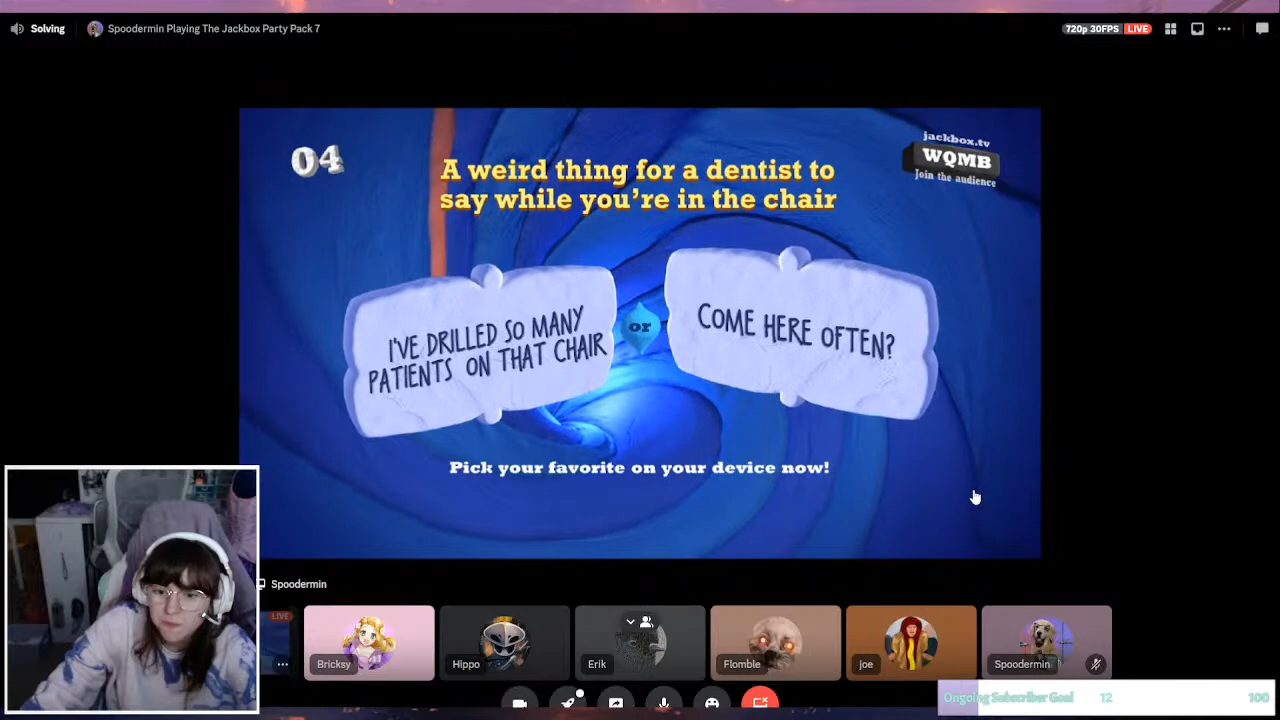 Solving
Spoodermin Playing The Jackbox Party Pack 7
720p 30FPS LIVE
04
A weird thing for a dentist to
say while you're in the chair
jackbox.tv
WQMB
join the audience
I'VE DRILLED SO MANY
PATIENTS ON THAT CHAIR
or
COME HERE OFTEN?
Pick your favorite on your device now!
Spoodermin
LIVE
Bricksy
Hippo
Erik
Flomble
joe
Spoodermin
Ongoing Subscriber Goal 12 100